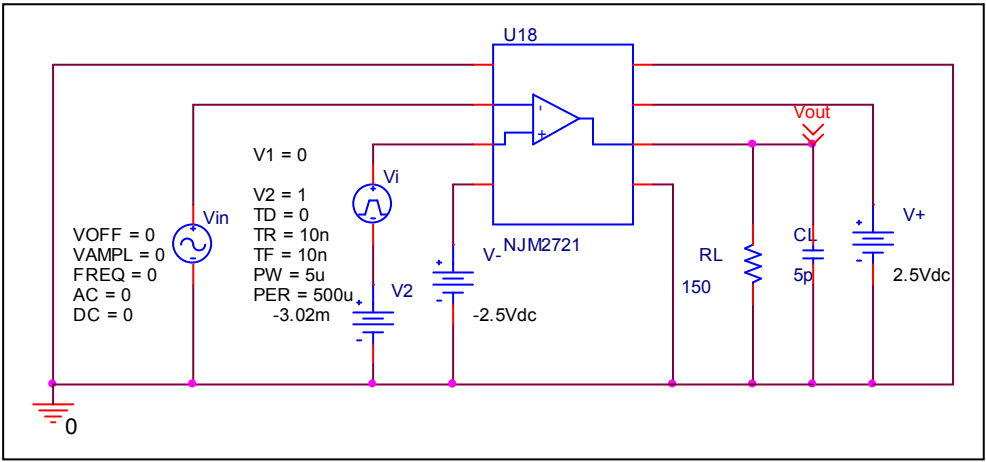 U18
Vout
V1 = 0
Vi
V2 = 1
TD = 0
TR = 10n
TF = 10n
PW = 5u
PER = 500u
-3.02m
Vin
VOFF = 0
VAMPL = 0
FREQ = 0
AC = 0
DC = 0
V2
V-
NJM2721
-2.5Vdc
RL
150
CL
5p
V+
2.5Vdc
0
+
-
+
-
+
-
+
-
+
-
+
-